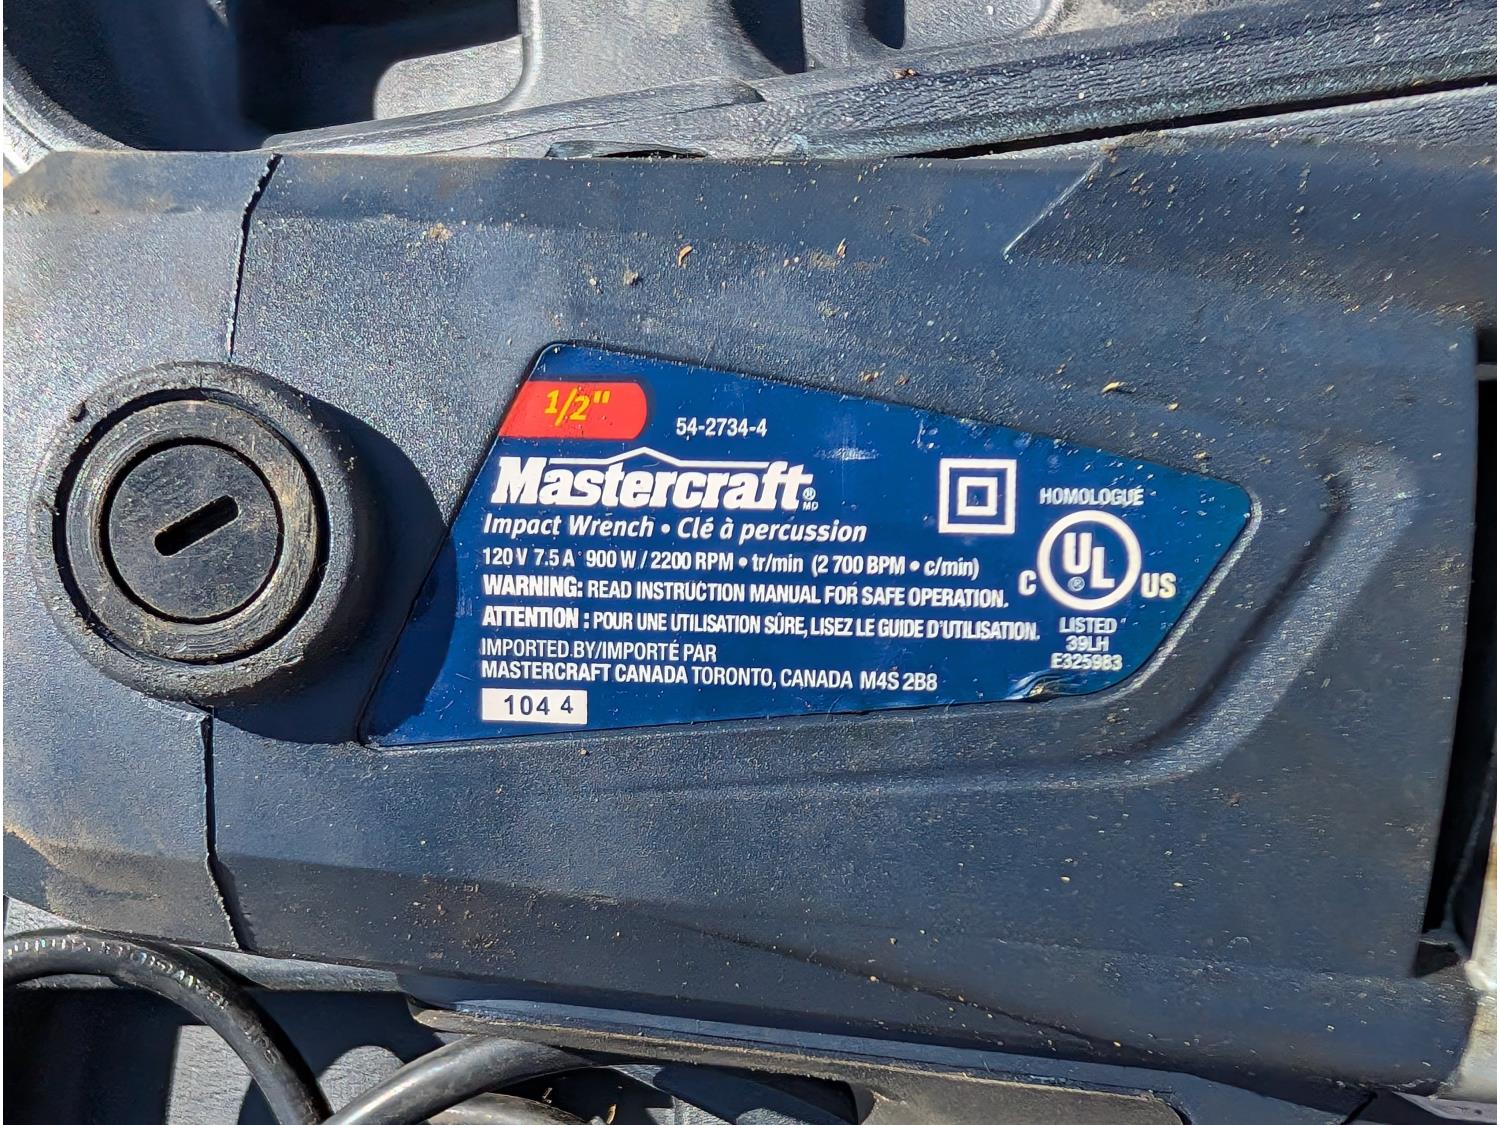 1/2"
54-2734-4
Mastercraft®
MD
Impact Wrench • Clé à percussion
120 V 7.5 A 900 W / 2200 RPM • tr/min (2 700 BPM • c/min)
WARNING: READ INSTRUCTION MANUAL FOR SAFE OPERATION.
ATTENTION : POUR UNE UTILISATION SÛRE, LISEZ LE GUIDE D'UTILISATION.
IMPORTED BY/IMPORTÉ PAR
MASTERCRAFT CANADA TORONTO, CANADA M4S 2B8
104 4
HOMOLOGUÉ
C UL® US
LISTED
39LH
E325983